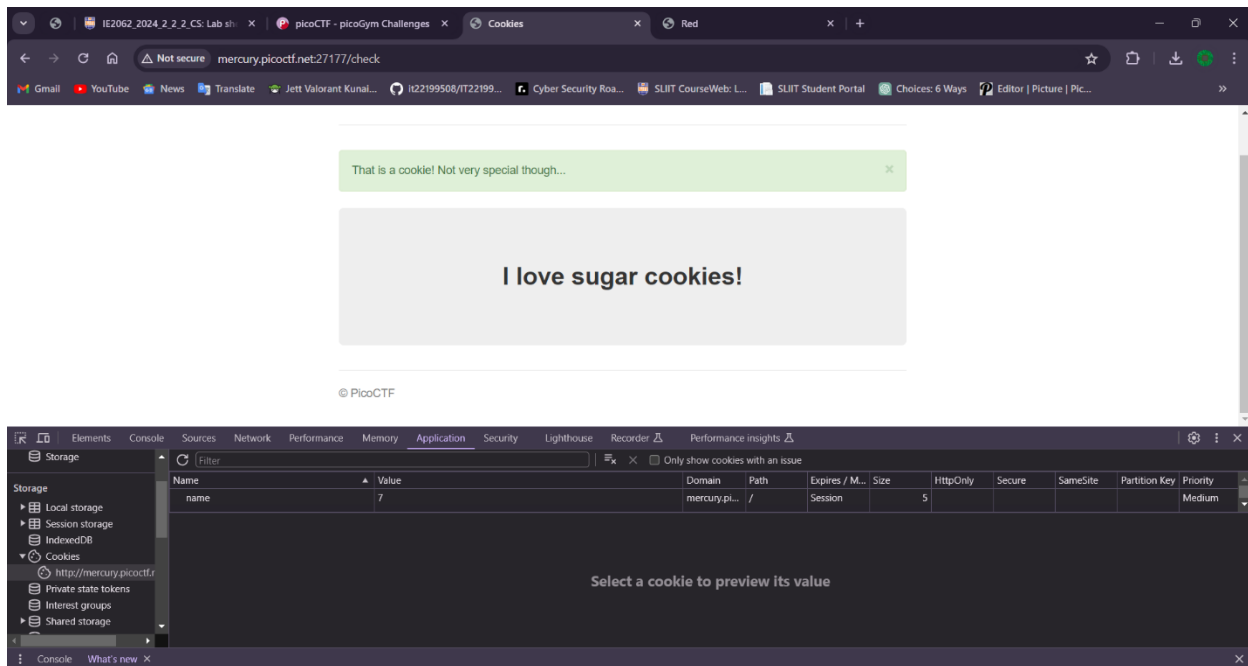 IE2062_2024_2_2_2_CS: Lab sh
picoCTF - picoGym Challenges
Cookies
Red
Not secure mercury.picoctf.net:27177/check
Gmail YouTube News Translate Jett Valorant Kunai... it22199508/IT22199... Cyber Security Roa... SLIIT CourseWeb: L... SLIIT Student Portal Choices: 6 Ways Editor | Picture | Pic...
That is a cookie! Not very special though...
I love sugar cookies!
© PicoCTF
Elements Console Sources Network Performance Memory Application Security Lighthouse Recorder Performance insights
Storage
Filter
Only show cookies with an issue
Name Value Domain Path Expires / M... Size HttpOnly Secure SameSite Partition Key Priority
name 7 mercury.pi... / Session 5 Medium
Storage
Local storage
Session storage
IndexedDB
Cookies
http://mercury.picoctf.r
Private state tokens
Interest groups
Shared storage
Select a cookie to preview its value
Console What's new